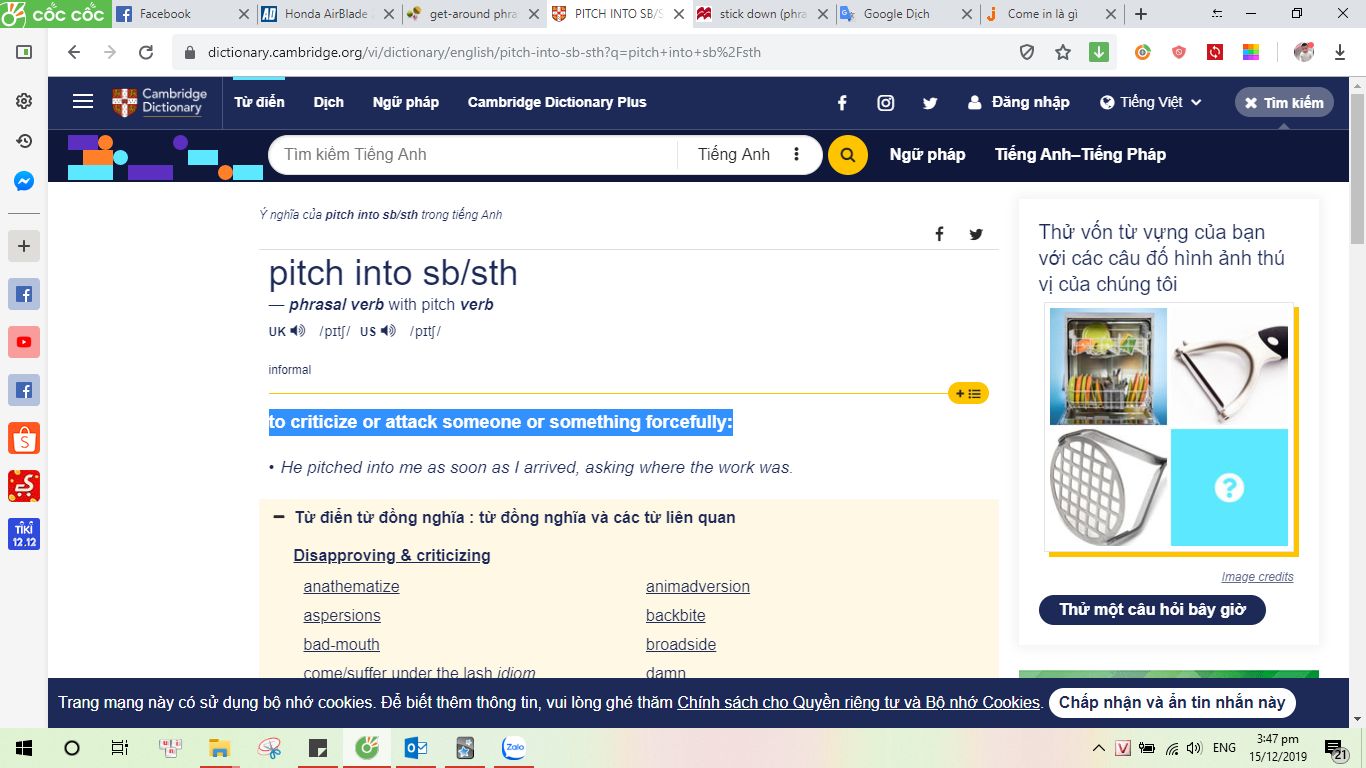 cốc cốc
Facebook
Honda AirBlade
get-around phra
PITCH INTO SB/S
stick down (phra
Google Dịch
Come in là gì
dictionary.cambridge.org/vi/dictionary/english/pitch-into-sb-sth?q=pitch+into+sb%2Fsth
Cambridge
Dictionary
Từ điển
Dịch
Ngữ pháp
Cambridge Dictionary Plus
Đăng nhập
Tiếng Việt
Tìm kiếm
Tìm kiếm Tiếng Anh
Tiếng Anh
Ngữ pháp
Tiếng Anh–Tiếng Pháp
Ý nghĩa của pitch into sb/sth trong tiếng Anh
pitch into sb/sth
— phrasal verb with pitch verb
UK /pɪtʃ/ US /pɪtʃ/
informal
to criticize or attack someone or something forcefully:
• He pitched into me as soon as I arrived, asking where the work was.
Từ điển từ đồng nghĩa : từ đồng nghĩa và các từ liên quan
Disapproving & criticizing
anathematize
animadversion
aspersions
backbite
bad-mouth
broadside
come/suffer under the lash idiom
damn
Thử vốn từ vựng của bạn
với các câu đố hình ảnh thú
vị của chúng tôi
?
Image credits
Thử một câu hỏi bây giờ
TIKI
12.12
Trang mạng này có sử dụng bộ nhớ cookies. Để biết thêm thông tin, vui lòng ghé thăm Chính sách cho Quyền riêng tư và Bộ nhớ Cookies.
Chấp nhận và ẩn tin nhắn này
Zalo
ENG
3:47 pm
15/12/2019
21